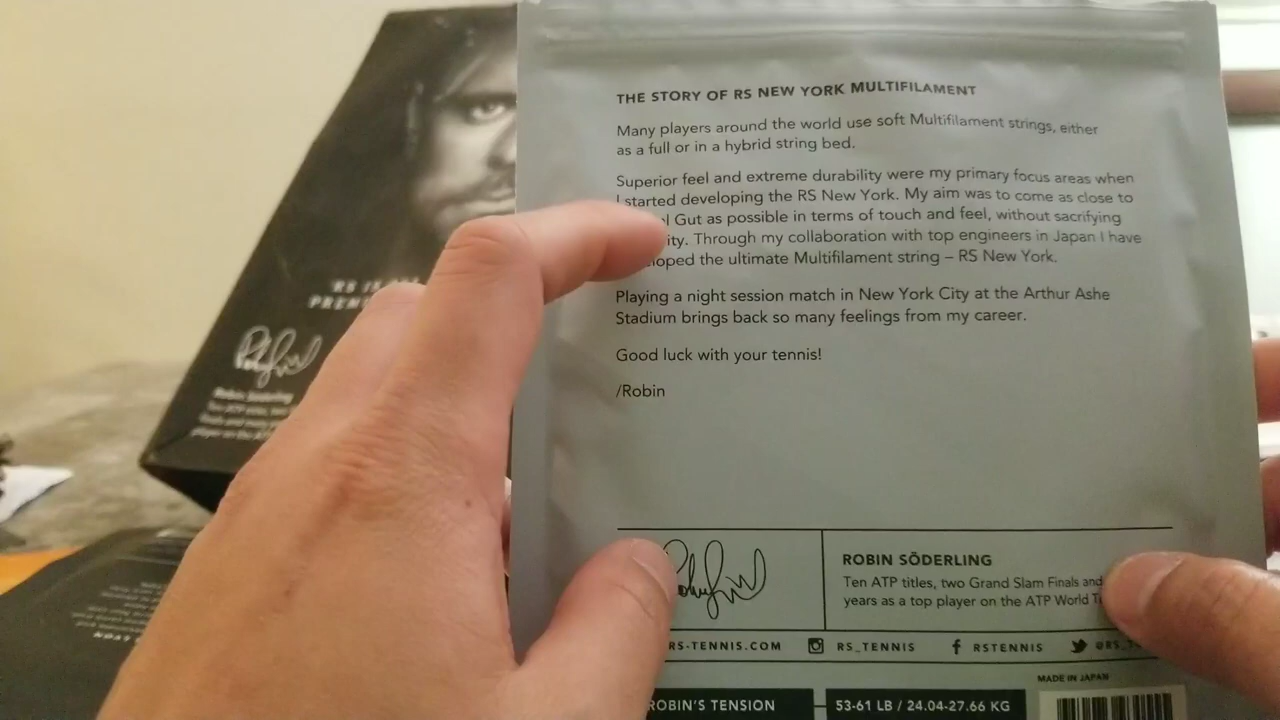 THE STORY OF RS NEW YORK MULTIFILAMENT
Many players around the world use soft Multifilament strings, either
as a full or in a hybrid string bed.
Superior feel and extreme durability were my primary focus areas when
I started developing the RS New York. My aim was to come as close to
Gut as possible in terms of touch and feel, without sacrifying
Through my collaboration with top engineers in Japan I have
the ultimate Multifilament string – RS New York.
Playing a night session match in New York City at the Arthur Ashe
Stadium brings back so many feelings from my career.
Good luck with your tennis!
/Robin
ROBIN SÖDERLING
Ten ATP titles, two Grand Slam Finals and
years as a top player on the ATP World
RS-TENNIS.COM
RS_TENNIS
RSTENNIS
MADE IN JAPAN
ROBIN'S TENSION
53-61 LB / 24.04-27.66 KG
Robin Söderling